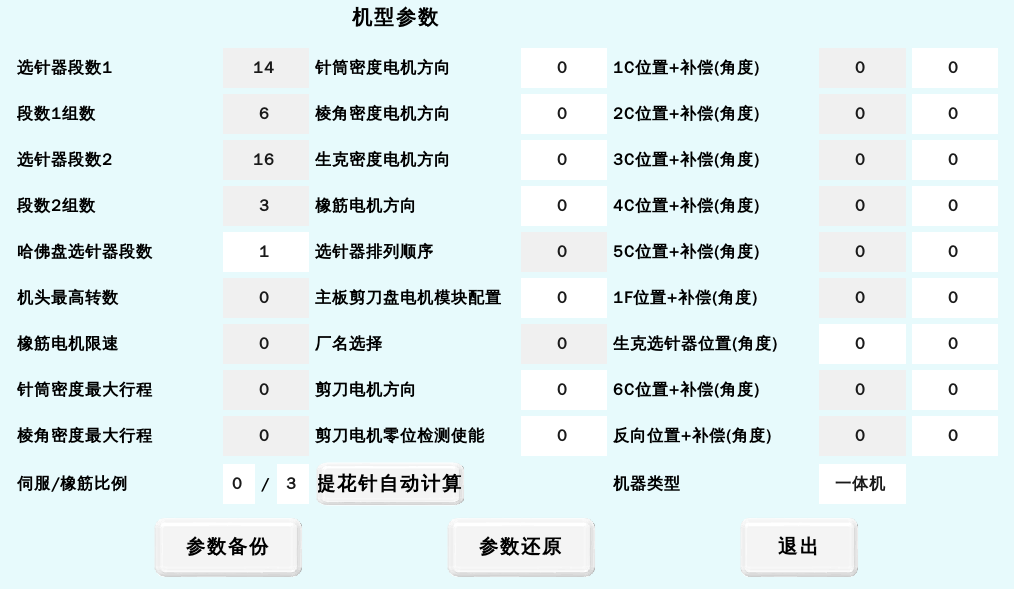 机型参数
选针器段数1 14 针筒密度电机方向 0 1C位置+补偿(角度) 0 0
段数1组数 6 棱角密度电机方向 0 2C位置+补偿(角度) 0 0
选针器段数2 16 生克密度电机方向 0 3C位置+补偿(角度) 0 0
段数2组数 3 橡筋电机方向 0 4C位置+补偿(角度) 0 0
哈佛盘选针器段数 1 选针器排列顺序 0 5C位置+补偿(角度) 0 0
机头最高转数 0 主板剪刀盘电机模块配置 0 1F位置+补偿(角度) 0 0
橡筋电机限速 0 厂名选择 0 生克选针器位置(角度) 0 0
针筒密度最大行程 0 剪刀电机方向 0 6C位置+补偿(角度) 0 0
棱角密度最大行程 0 剪刀电机零位检测使能 0 反向位置+补偿(角度) 0 0
伺服/橡筋比例 0 / 3 提花针自动计算 机器类型 一体机
参数备份 参数还原 退出